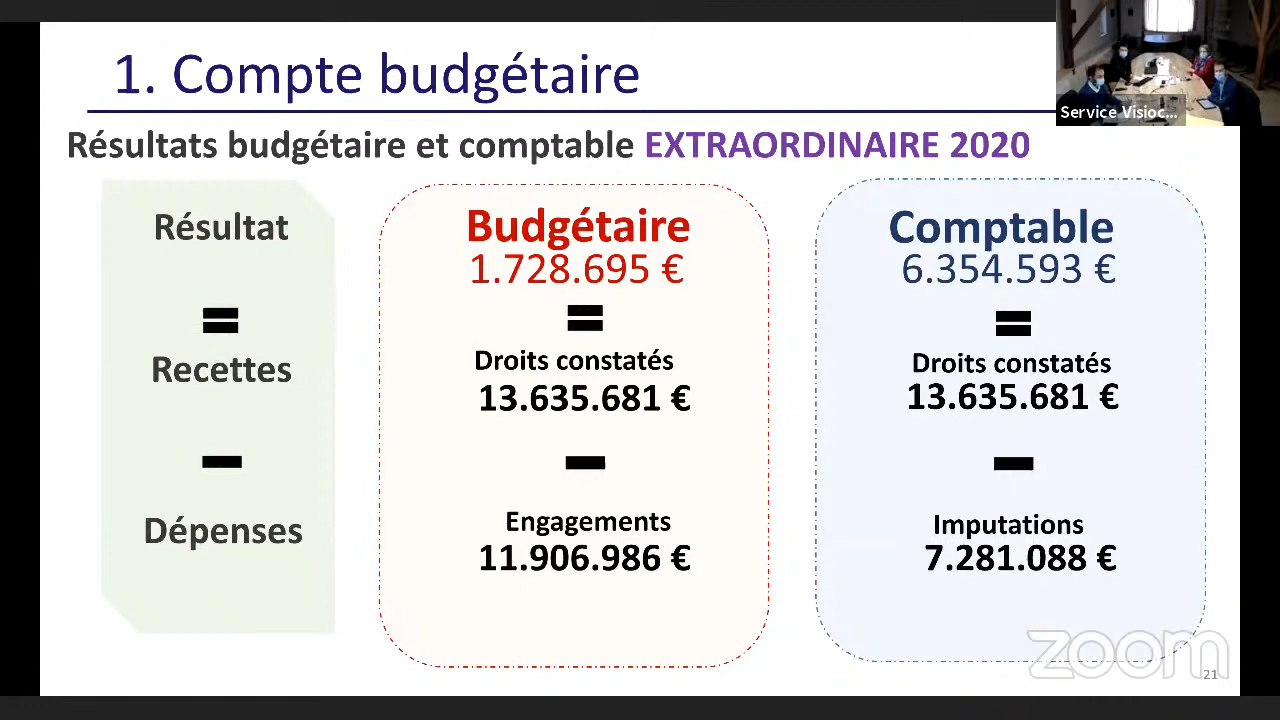 1. Compte budgétaire
Service Visioc...
Résultats budgétaire et comptable EXTRAORDINAIRE 2020
Résultat
=
Recettes
–
Dépenses
Budgétaire
1.728.695 €
=
Droits constatés
13.635.681 €
–
Engagements
11.906.986 €
Comptable
6.354.593 €
=
Droits constatés
13.635.681 €
–
Imputations
7.281.088 €
zoom
21